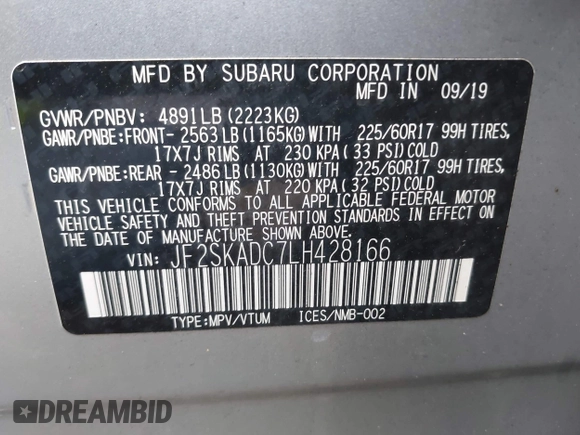 MFD BY SUBARU CORPORATION
MFD IN 09/19
GVWR/PNBV: 4891LB (2223KG)
GAWR/PNBE:FRONT- 2563 LB (1165KG) WITH 225/60R17 99H TIRES,
17X7J RIMS AT 230 KPA (33 PSI) COLD
GAWR/PNBE:REAR - 2486 LB (1130KG) WITH 225/60R17 99H TIRES,
17X7J RIMS AT 220 KPA (32 PSI) COLD
THIS VEHICLE CONFORMS TO ALL APPLICABLE FEDERAL MOTOR
VEHICLE SAFETY AND THEFT PREVENTION STANDARDS IN EFFECT
ON THE DATE OF MANUFACTURE SHOWN ABOVE.
VIN: JF2SKADC7LH428166
TYPE:MPV/VTUM ICES/NMB-002
DREAMBID